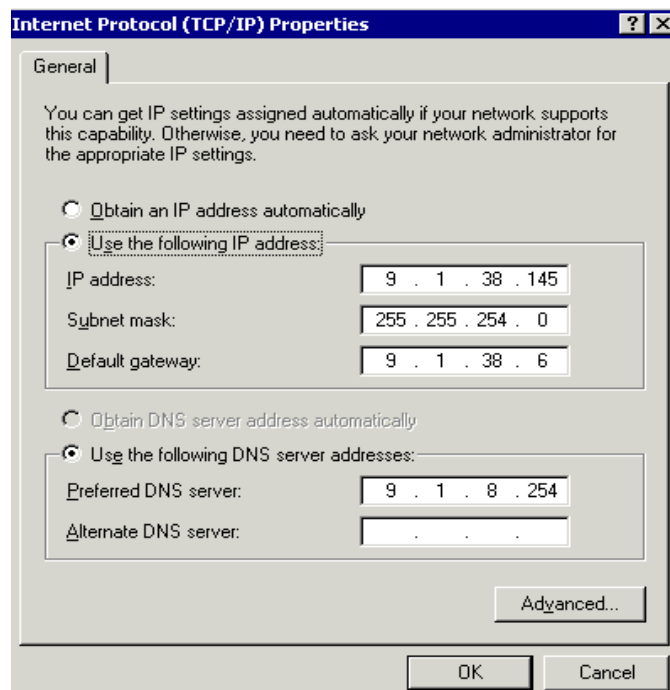 Internet Protocol (TCP/IP) Properties
General
You can get IP settings assigned automatically if your network supports
this capability. Otherwise, you need to ask your network administrator for
the appropriate IP settings.
Obtain an IP address automatically
Use the following IP address:
IP address: 9 . 1 . 38 . 145
Subnet mask: 255 . 255 . 254 . 0
Default gateway: 9 . 1 . 38 . 6
Obtain DNS server address automatically
Use the following DNS server addresses:
Preferred DNS server: 9 . 1 . 8 . 254
Alternate DNS server: . . .
Advanced...
OK Cancel